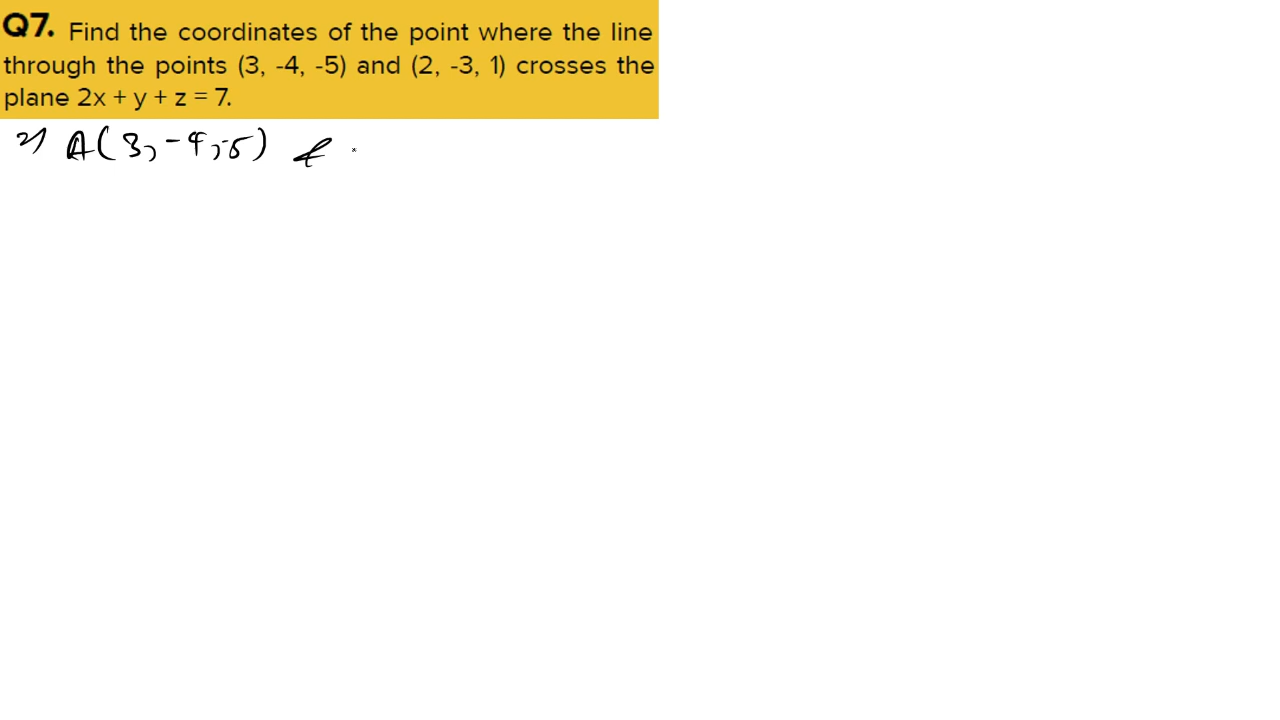 Q7. Find the coordinates of the point where the line
through the points (3, -4, -5) and (2, -3, 1) crosses the
plane 2x + y + z = 7.
A(3, -4, -5) &